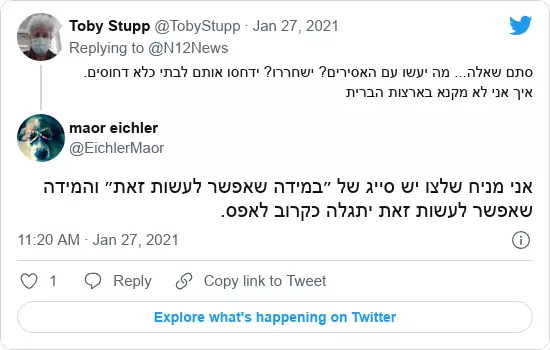 Toby Stupp @TobyStupp · Jan 27, 2021
Replying to @N12News
סתם שאלה... מה יעשו עם האסירים? ישחררו? ידחסו אותם לבתי כלא דחוסים.
איך אני לא מקנא בארצות הברית
maor eichler
@EichlerMaor
אני מניח שלצו יש סייג של ״במידה שאפשר לעשות זאת״ והמידה
שאפשר לעשות זאת יתגלה כקרוב לאפס.
11:20 AM · Jan 27, 2021
1 Reply Copy link to Tweet
Explore what's happening on Twitter